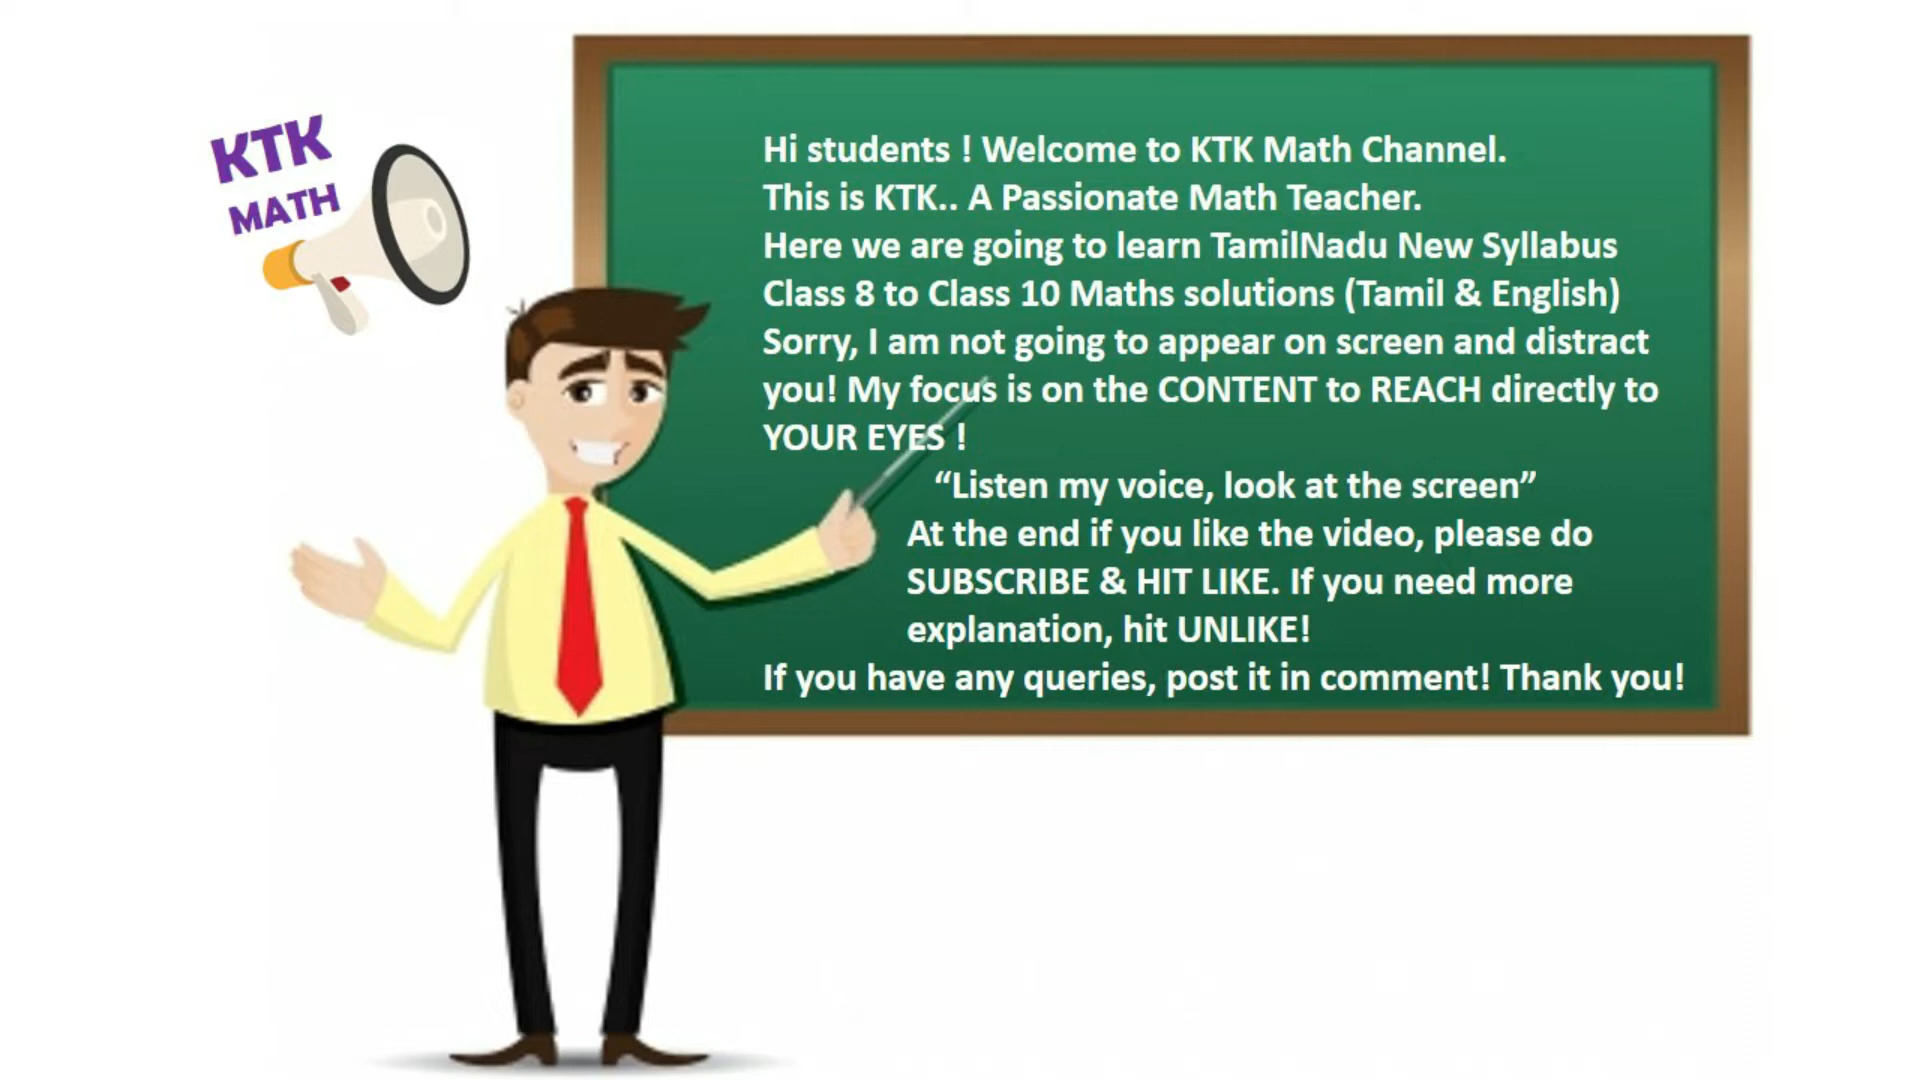 KTK
MATH
Hi students ! Welcome to KTK Math Channel.
This is KTK.. A Passionate Math Teacher.
Here we are going to learn TamilNadu New Syllabus
Class 8 to Class 10 Maths solutions (Tamil & English)
Sorry, I am not going to appear on screen and distract
you! My focus is on the CONTENT to REACH directly to
YOUR EYES !
“Listen my voice, look at the screen”
At the end if you like the video, please do
SUBSCRIBE & HIT LIKE. If you need more
explanation, hit UNLIKE!
If you have any queries, post it in comment! Thank you!